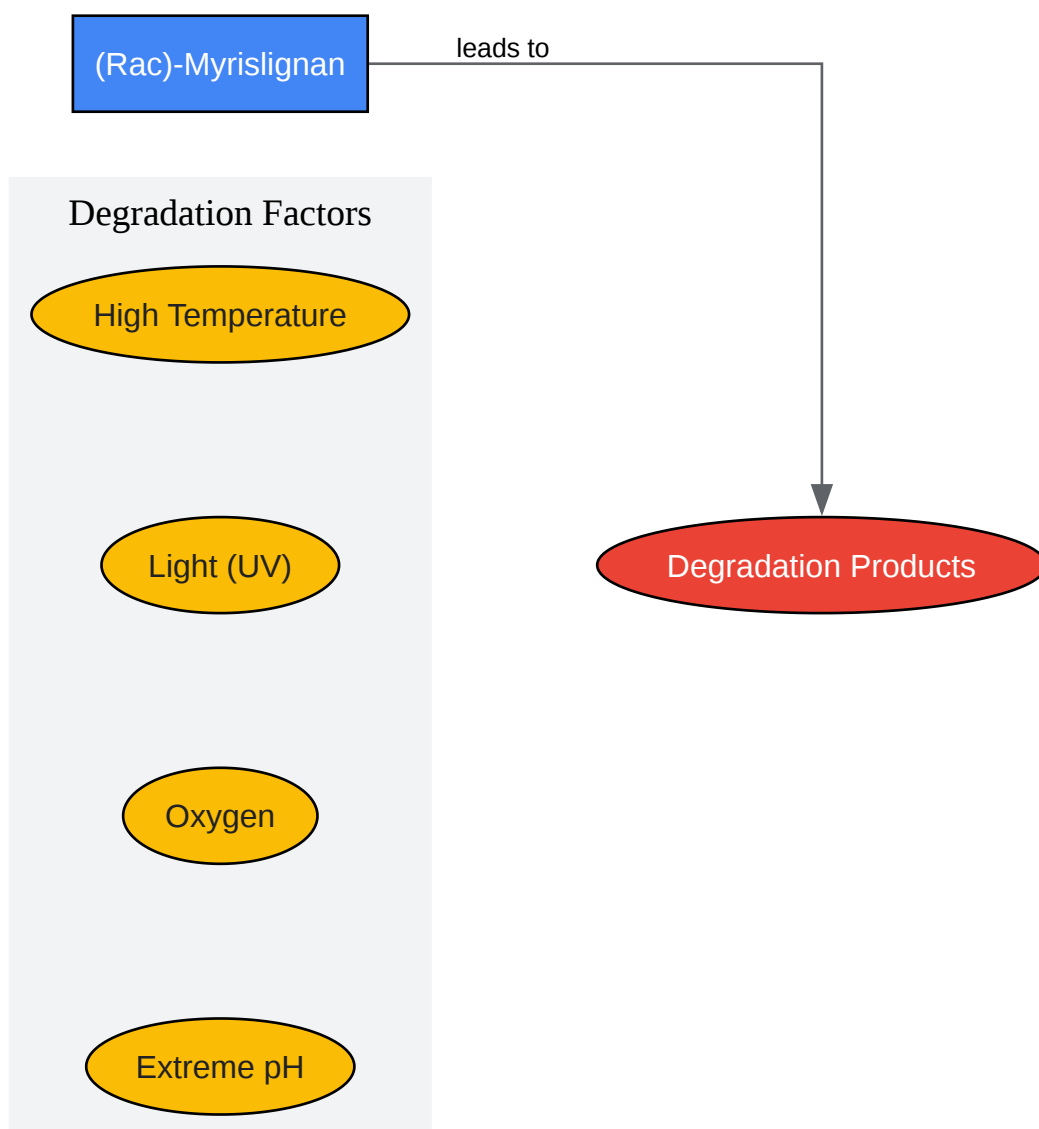 (Rac)-Myrislignan
leads to
Degradation Factors
High Temperature
Light (UV)
Degradation Products
Oxygen
Extreme pH